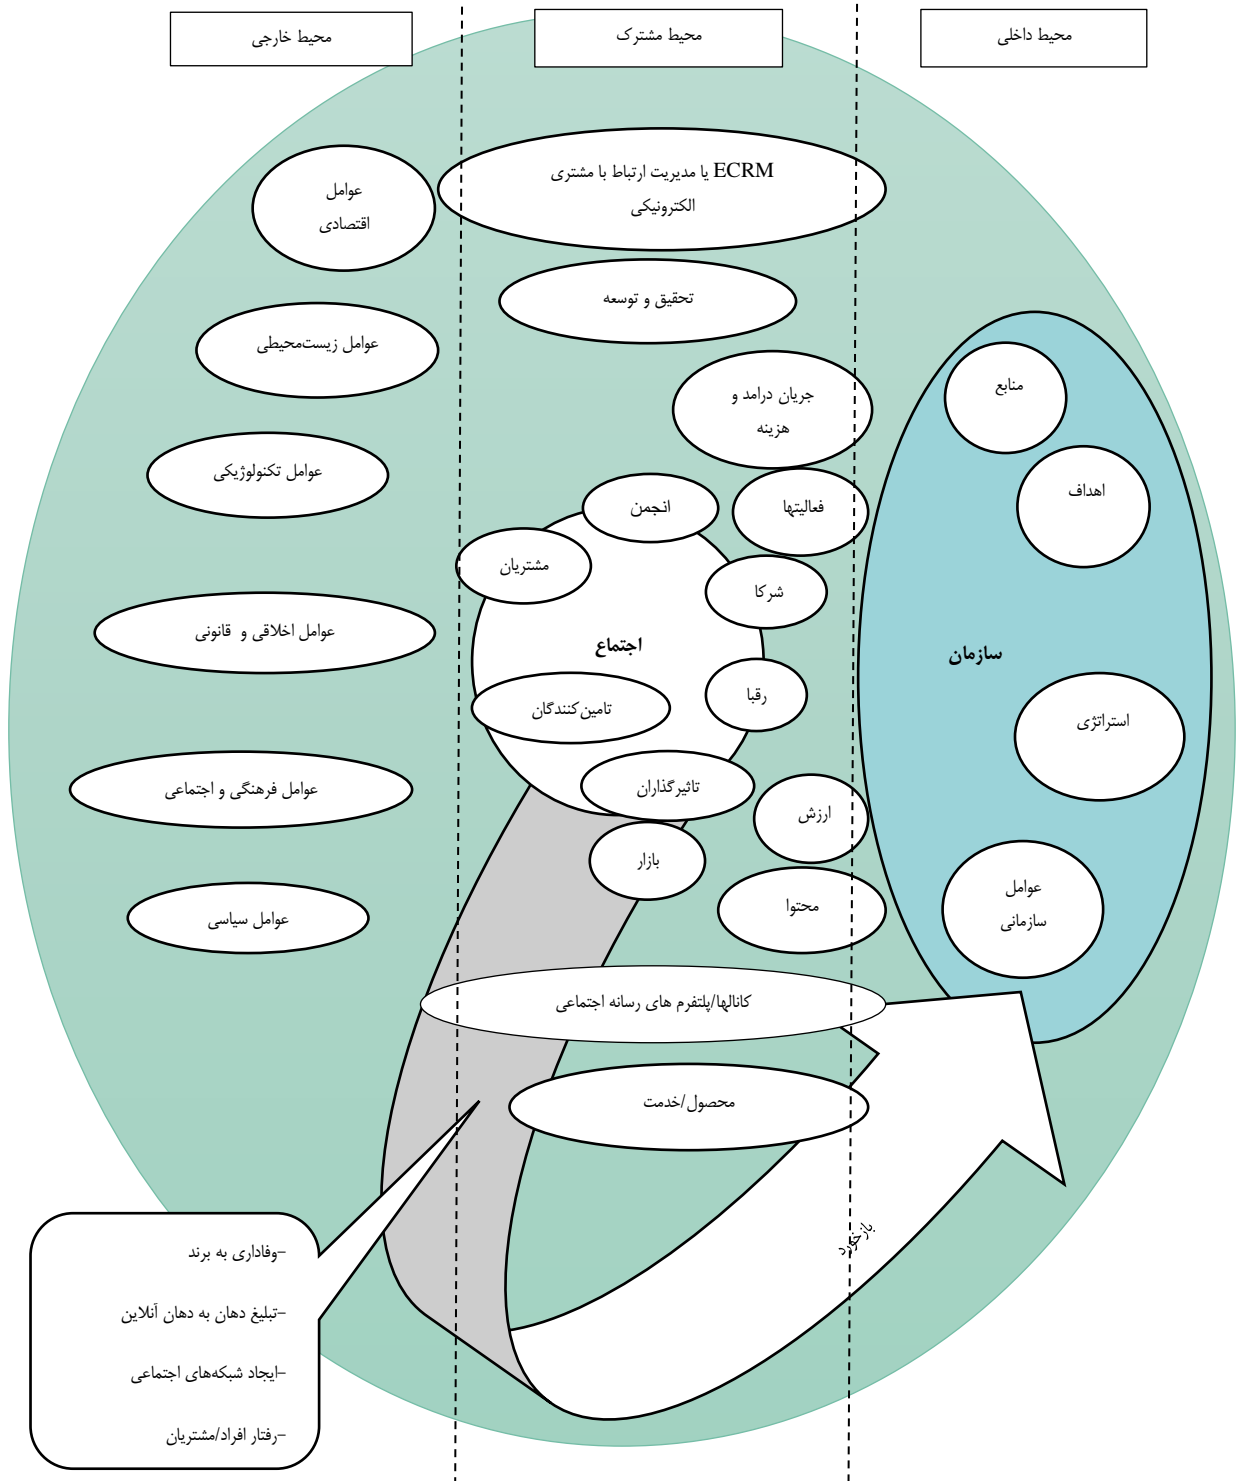 محیط داخلی
محیط مشترک
محیط خارجی
ECRM یا مدیریت ارتباط با مشتری
الکترونیکی
عوامل
اقتصادی
تحقیق و توسعه
عوامل زیست‌محیطی
منابع
جریان درامد و
هزینه
عوامل تکنولوژیکی
اهداف
فعالیتها
انجمن
مشتریان
شرکا
عوامل اخلاقی و قانونی
اجتماع
سازمان
رقبا
تامین‌کنندگان
استراتژی
عوامل فرهنگی و اجتماعی
تاثیرگذاران
ارزش
بازار
عوامل
سازمانی
محتوا
عوامل سیاسی
کانالها/پلتفرم های رسانه اجتماعی
محصول/خدمت
بازخورد
-وفاداری به برند
-تبلیغ دهان به دهان آنلاین
-ایجاد شبکه‌های اجتماعی
-رفتار افراد/مشتریان